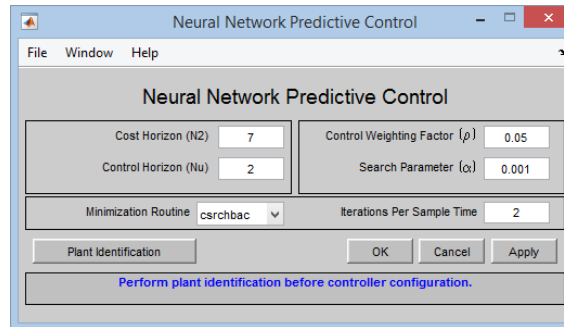 Neural Network Predictive Control
File Window Help
Neural Network Predictive Control
Cost Horizon (N2) 7
Control Weighting Factor (ρ) 0.05
Control Horizon (Nu) 2
Search Parameter (α) 0.001
Minimization Routine csrchbac
Iterations Per Sample Time 2
Plant Identification OK Cancel Apply
Perform plant identification before controller configuration.